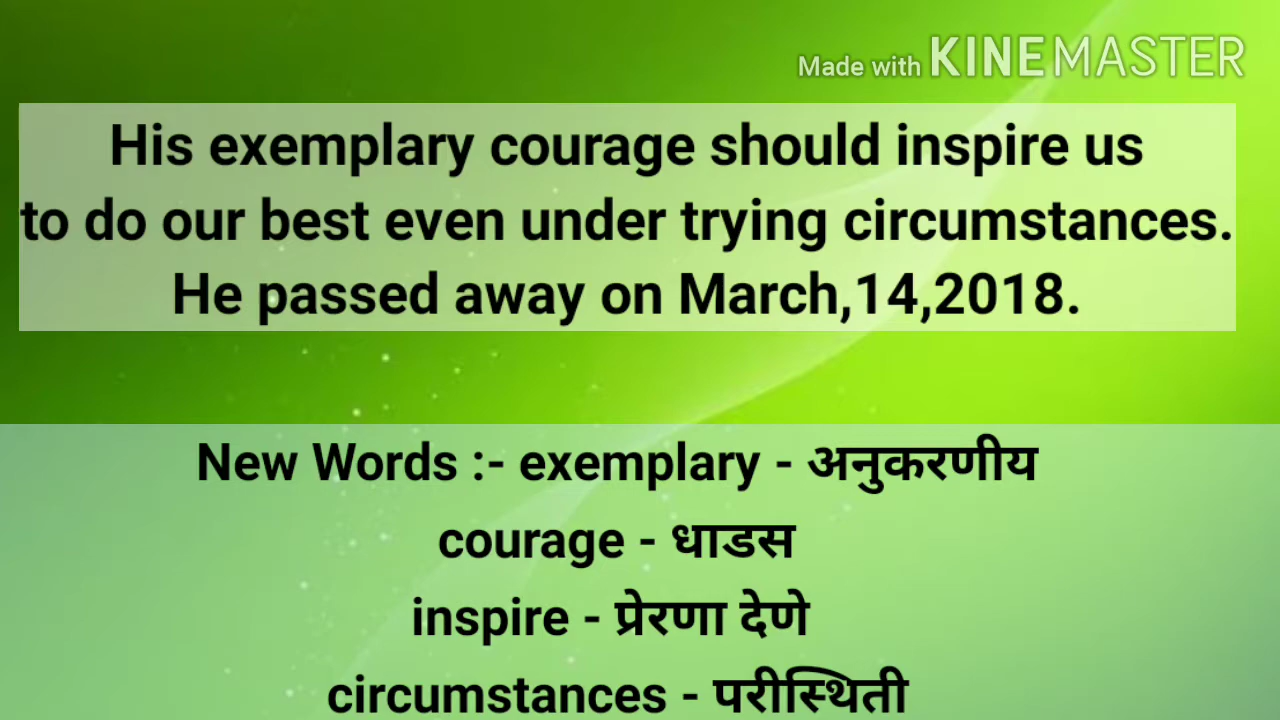 Made with KINEMASTER
His exemplary courage should inspire us
to do our best even under trying circumstances.
He passed away on March,14,2018.
New Words :- exemplary - अनुकरणीय
courage - धाडस
inspire - प्रेरणा देणे
circumstances - परीस्थिती